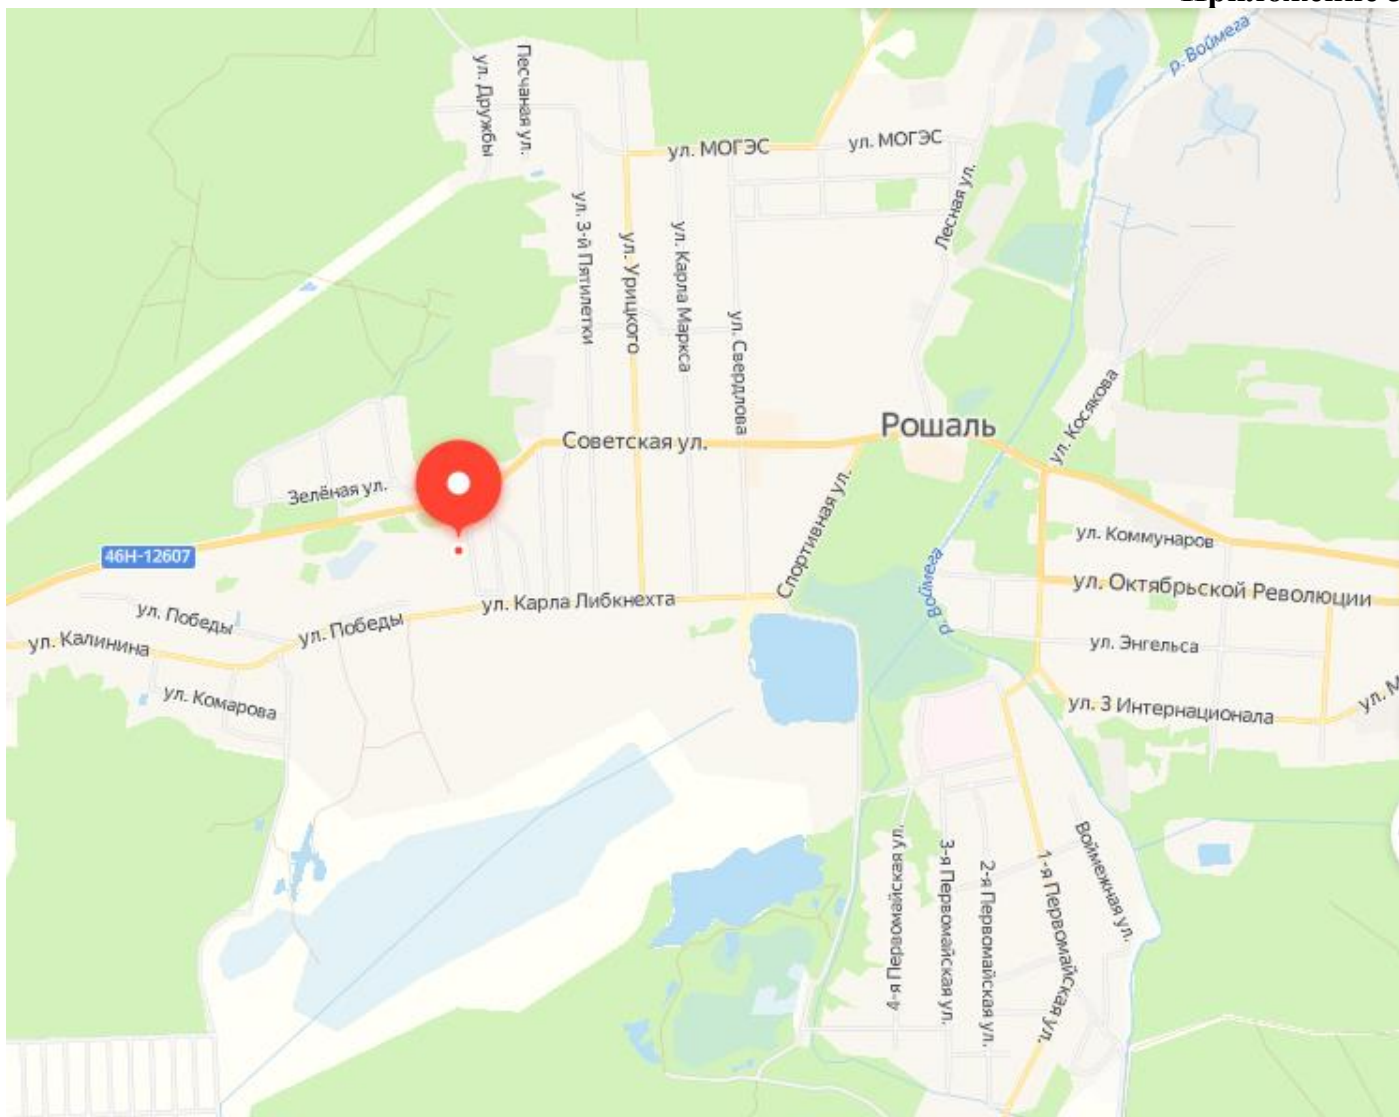 Приложение
р. Воймега
Песчаная ул.
ул. Дружбы
ул. МОГЭС
ул. МОГЭС
Лесная ул.
ул. 3-й Пятилетки
ул. Урицкого
ул. Карла Маркса
ул. Свердлова
ул. Косякова
Рошаль
Советская ул.
Зелёная ул.
Спортивная ул.
46Н-12607
ул. Коммунаров
р. Воймега
ул. Октябрьской Революции
ул. Победы
ул. Победы
ул. Карла Либкнехта
ул. Калинина
ул. Энгельса
ул. Комарова
ул. 3 Интернационала
ул. М
4-я Первомайская ул.
3-я Первомайская ул.
2-я Первомайская ул.
1-я Первомайская ул.
Воймежная ул.